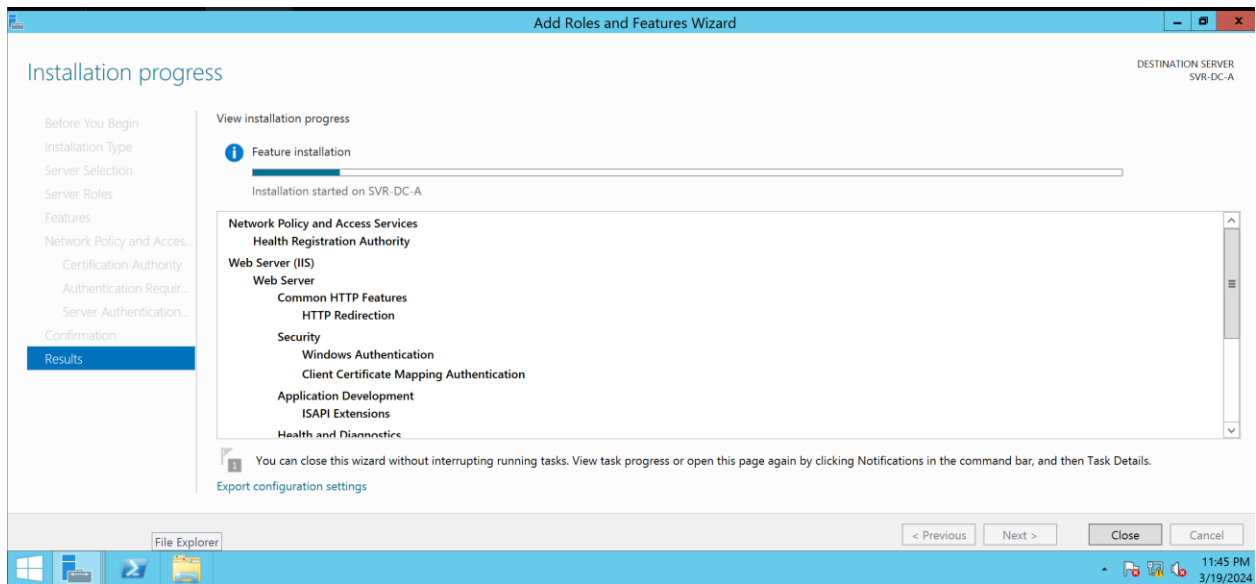 Add Roles and Features Wizard
Installation progress
DESTINATION SERVER
SVR-DC-A
Before You Begin
Installation Type
Server Selection
Server Roles
Features
Network Policy and Acces...
Certification Authority
Authentication Requir...
Server Authentication...
Confirmation
Results
View installation progress
Feature installation
Installation started on SVR-DC-A
Network Policy and Access Services
Health Registration Authority
Web Server (IIS)
Web Server
Common HTTP Features
HTTP Redirection
Security
Windows Authentication
Client Certificate Mapping Authentication
Application Development
ISAPI Extensions
Health and Diagnostics
1 You can close this wizard without interrupting running tasks. View task progress or open this page again by clicking Notifications in the command bar, and then Task Details.
Export configuration settings
< Previous Next > Close Cancel
File Explorer
11:45 PM
3/19/2024